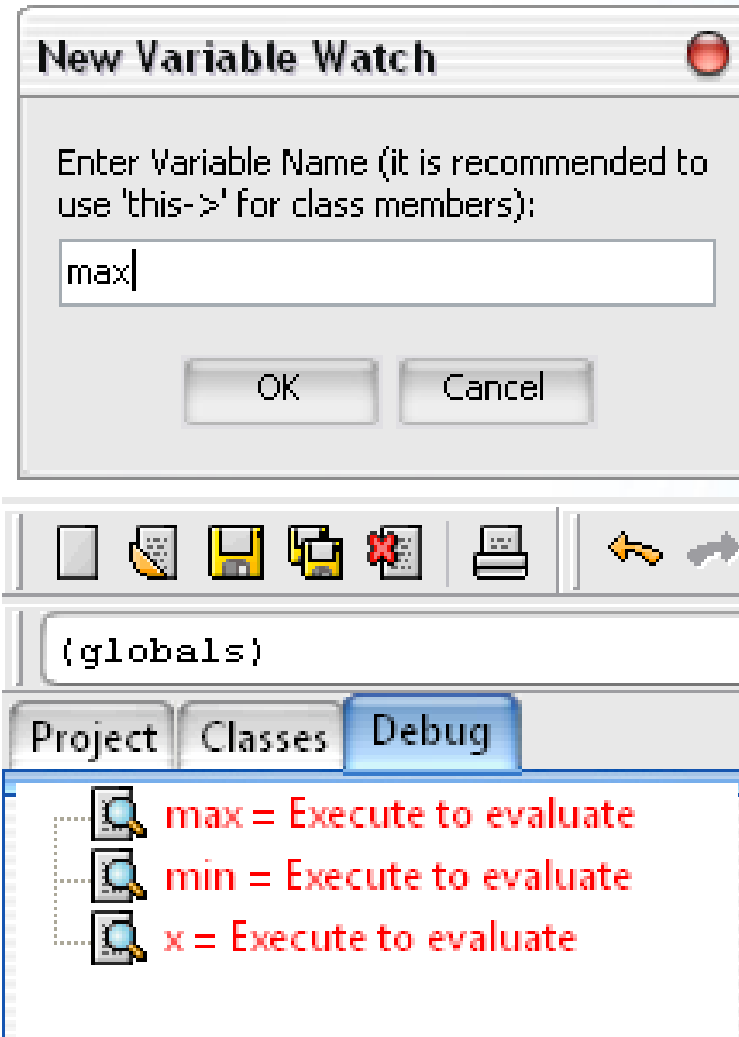 New Variable Watch
Enter Variable Name (it is recommended to
use 'this->' for class members):
max
OK Cancel
(globals)
Project Classes Debug
max = Execute to evaluate
min = Execute to evaluate
x = Execute to evaluate